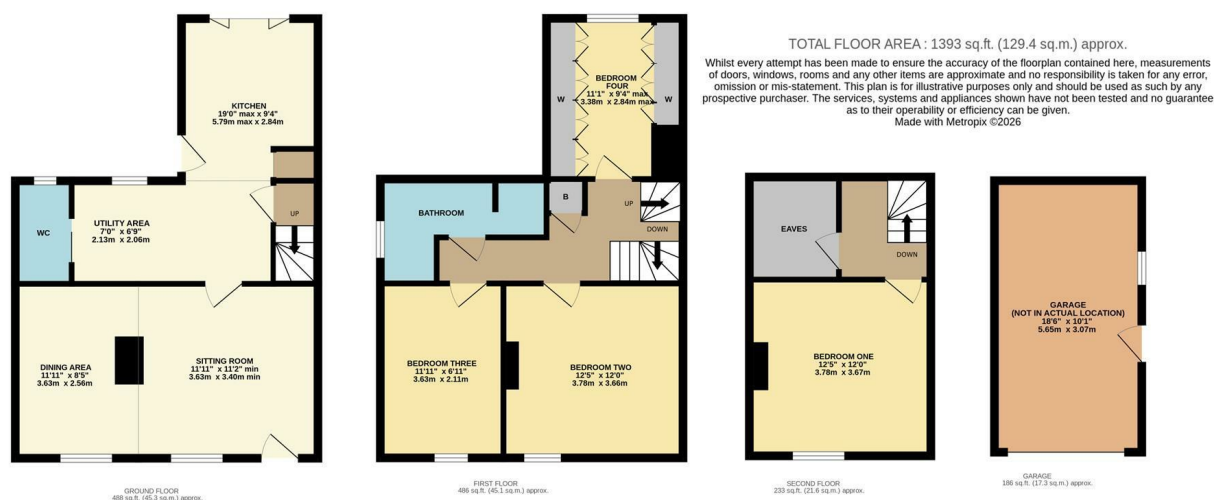 TOTAL FLOOR AREA : 1393 sq.ft. (129.4 sq.m.) approx.
Whilst every attempt has been made to ensure the accuracy of the floorplan contained here, measurements
of doors, windows, rooms and any other items are approximate and no responsibility is taken for any error,
omission or mis-statement. This plan is for illustrative purposes only and should be used as such by any
prospective purchaser. The services, systems and appliances shown have not been tested and no guarantee
as to their operability or efficiency can be given.
Made with Metropix ©2026
KITCHEN
19'0" max x 9'4"
5.79m max x 2.84m
UP
WC
UTILITY AREA
7'0" x 6'9"
2.13m x 2.06m
DINING AREA
11'11" x 8'5"
3.63m x 2.56m
SITTING ROOM
11'11" x 11'2" min
3.63m x 3.40m min
GROUND FLOOR
488 sq.ft. (45.3 sq.m.) approx.
W
BEDROOM
FOUR
11'1" x 9'4" max
3.38m x 2.84m max
W
BATHROOM
B
UP
DOWN
BEDROOM THREE
11'11" x 6'11"
3.63m x 2.11m
BEDROOM TWO
12'5" x 12'0"
3.78m x 3.66m
FIRST FLOOR
486 sq.ft. (45.1 sq.m.) approx.
EAVES
DOWN
BEDROOM ONE
12'5" x 12'0"
3.78m x 3.67m
SECOND FLOOR
233 sq.ft. (21.6 sq.m.) approx.
GARAGE
(NOT IN ACTUAL LOCATION)
18'6" x 10'1"
5.65m x 3.07m
GARAGE
186 sq.ft. (17.3 sq.m.) approx.